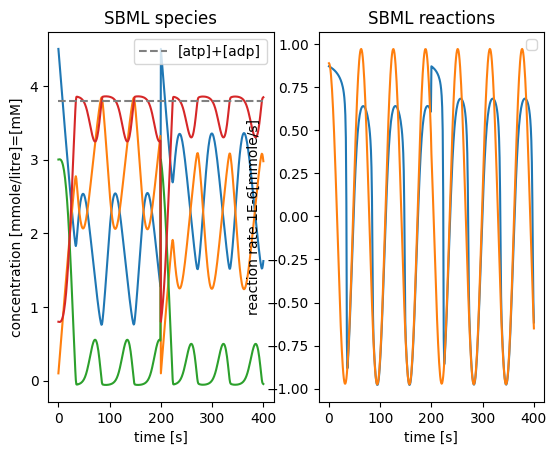 SBML species
SBML reactions
[atp]+[adp]
concentration [mmole/litre]=[mM]
4
3
2
1
0
0 100 200 300 400
time [s]
reaction rate 1E-6[mmole/s]
1.00
0.75
0.50
0.25
0.00
−0.25
−0.50
−0.75
−1.00
0 100 200 300 400
time [s]